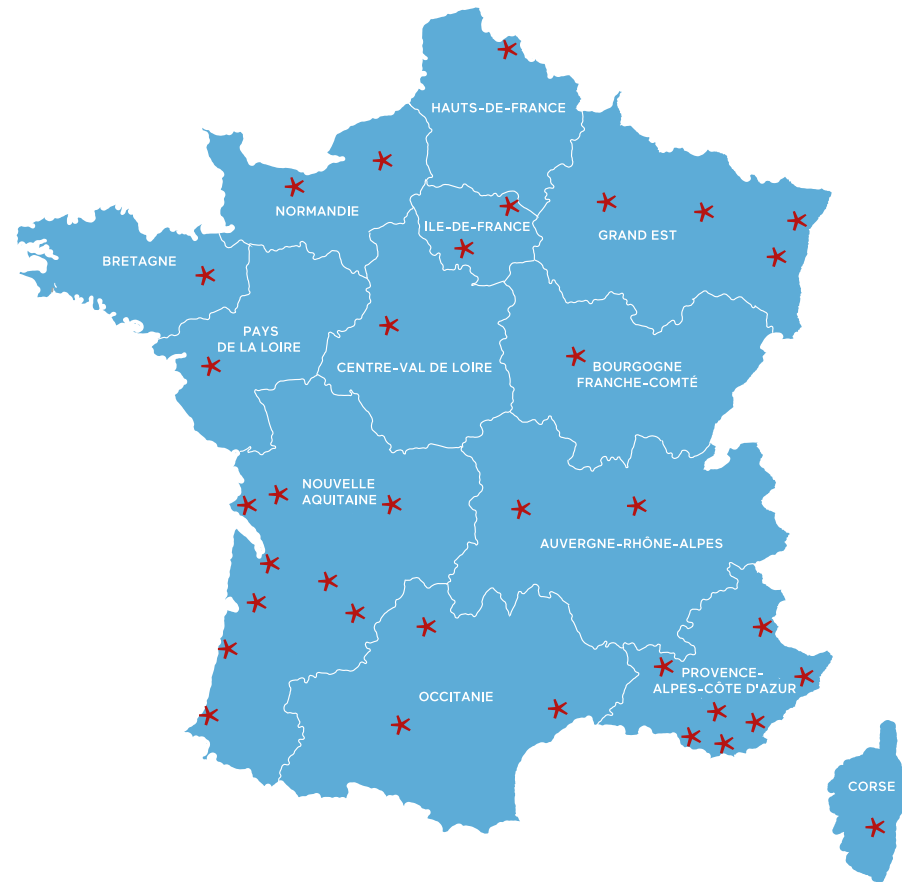 HAUTS-DE-FRANCE
NORMANDIE
ÎLE-DE-FRANCE
GRAND EST
BRETAGNE
PAYS
DE LA LOIRE
CENTRE-VAL DE LOIRE
BOURGOGNE
FRANCHE-COMTÉ
NOUVELLE
AQUITAINE
AUVERGNE-RHÔNE-ALPES
PROVENCE-
ALPES-CÔTE D'AZUR
OCCITANIE
CORSE